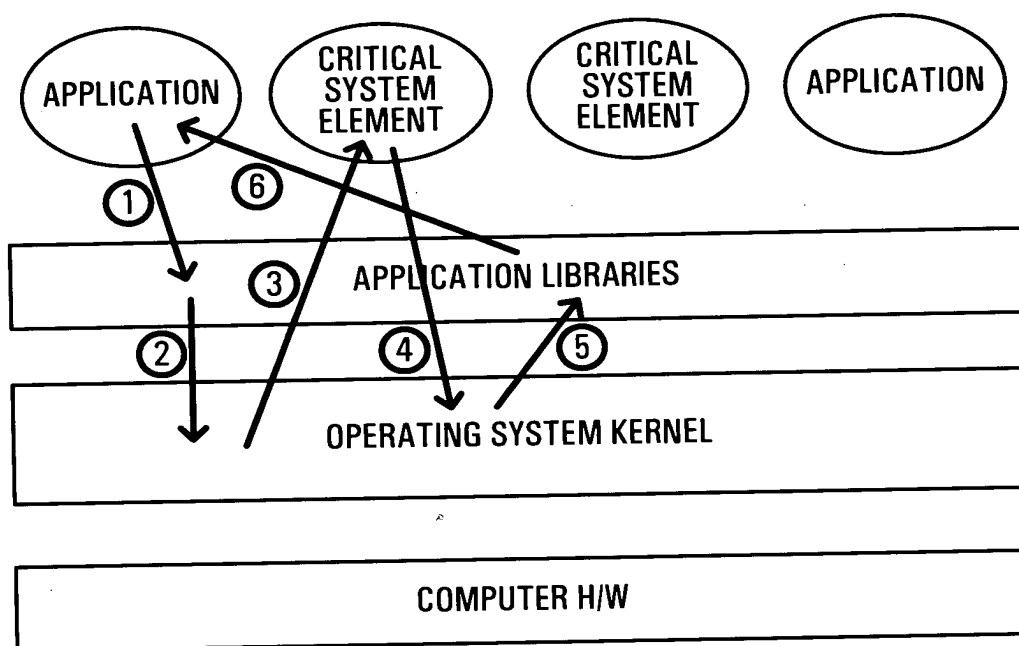 APPLICATION
CRITICAL
SYSTEM
ELEMENT
CRITICAL
SYSTEM
ELEMENT
APPLICATION
1
6
APPLICATION LIBRARIES
3
2
4
5
OPERATING SYSTEM KERNEL
COMPUTER H/W